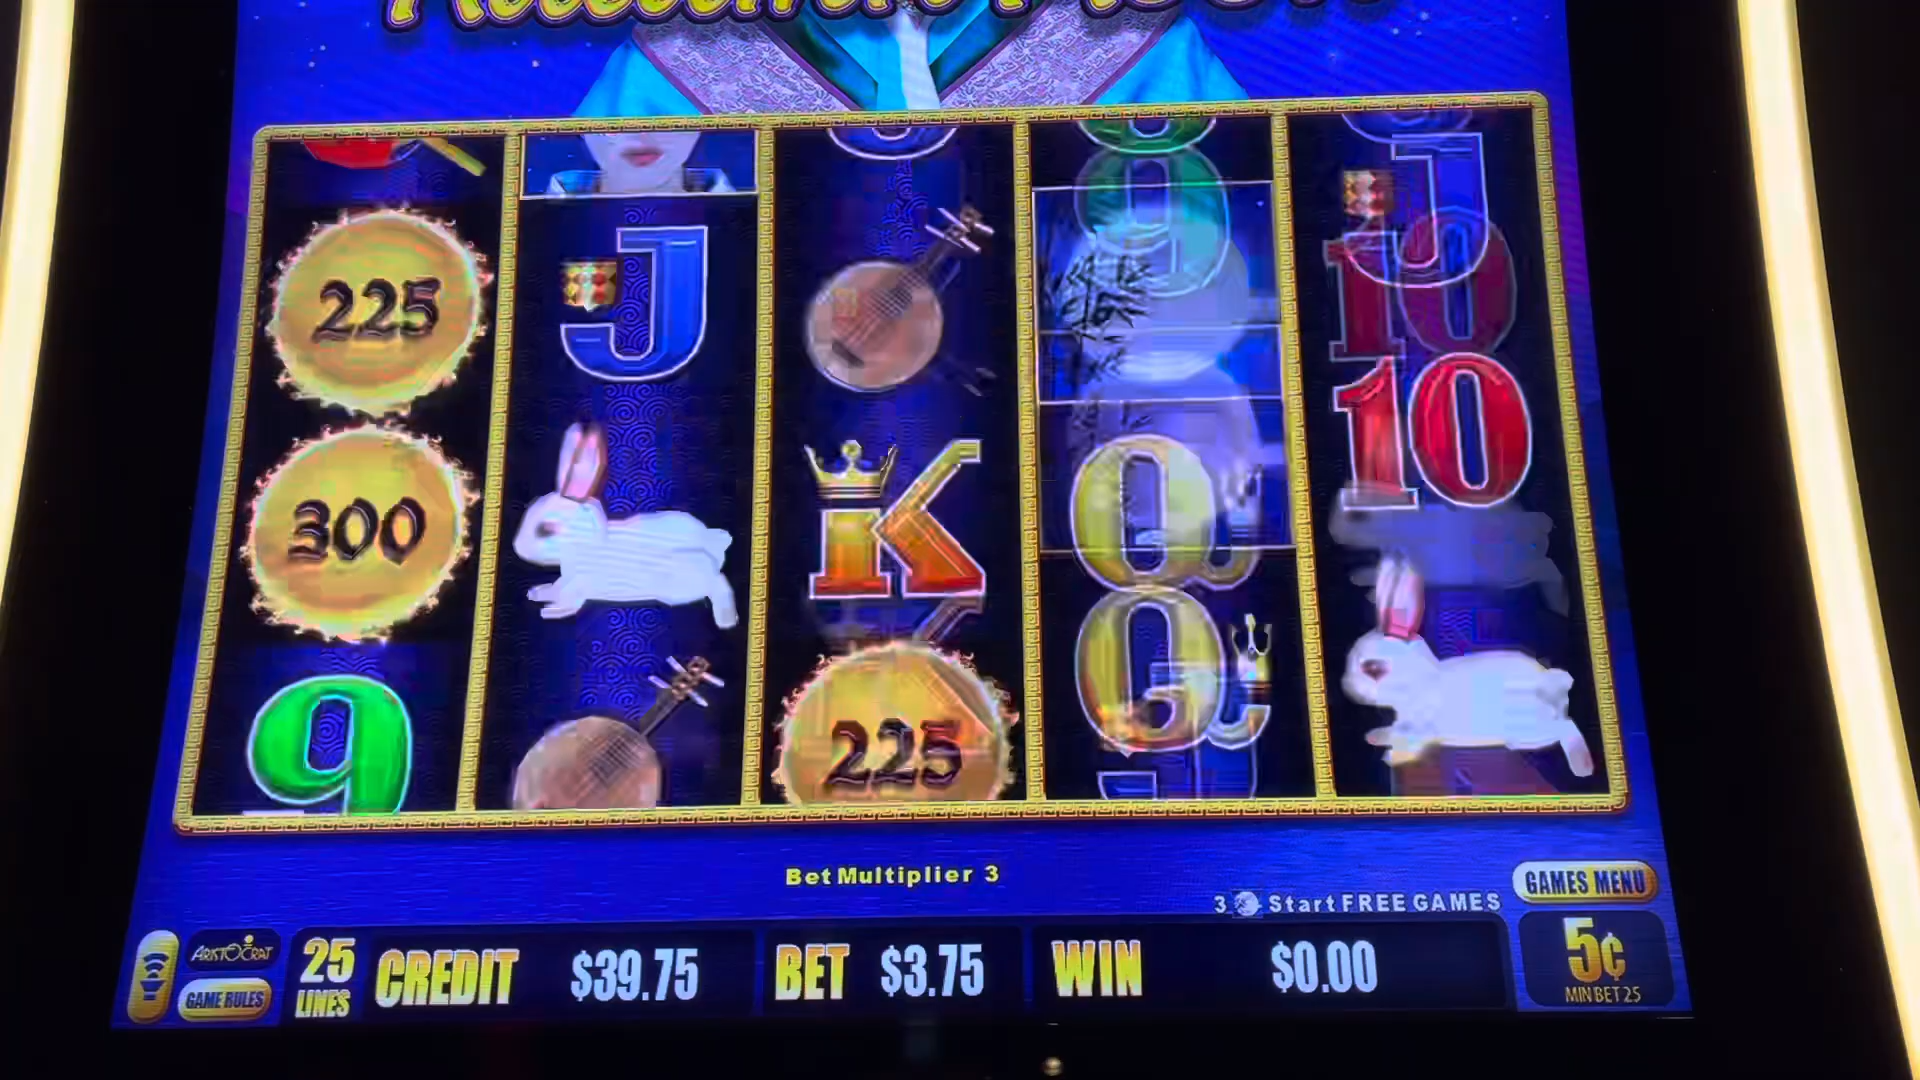 225
J
J
10
10
300
K
Q
9
225
Q
Bet Multiplier 3
3 Start FREE GAMES
GAMES MENU
ARISTOCRAT
GAME RULES
25 LINES
CREDIT $39.75
BET $3.75
WIN $0.00
5¢
MIN BET 25